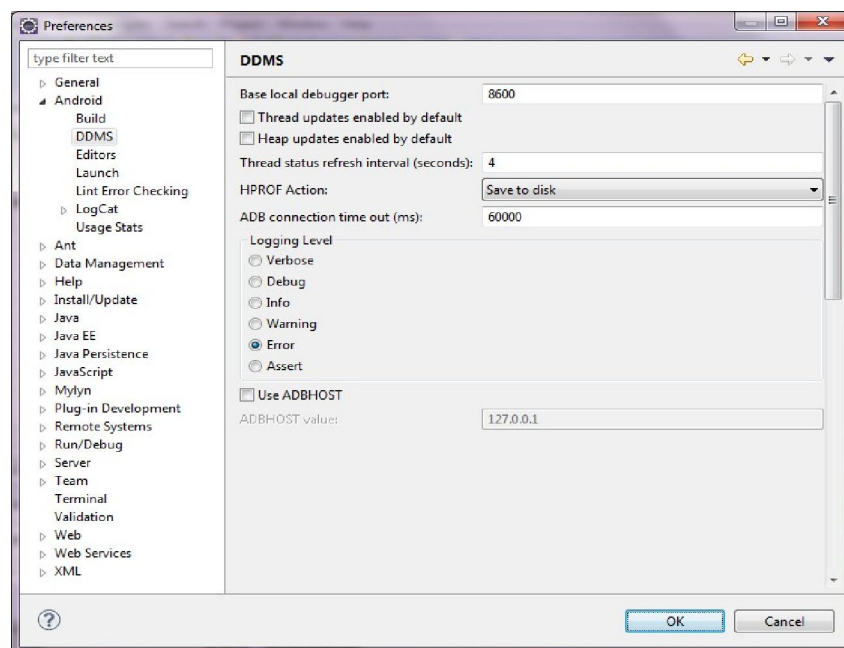 Preferences
type filter text
General
Android
Build
DDMS
Editors
Launch
Lint Error Checking
LogCat
Usage Stats
Ant
Data Management
Help
Install/Update
Java
Java EE
Java Persistence
JavaScript
Mylyn
Plug-in Development
Remote Systems
Run/Debug
Server
Team
Terminal
Validation
Web
Web Services
XML
DDMS
Base local debugger port: 8600
Thread updates enabled by default
Heap updates enabled by default
Thread status refresh interval (seconds): 4
HPROF Action: Save to disk
ADB connection time out (ms): 60000
Logging Level
Verbose
Debug
Info
Warning
Error
Assert
Use ADBHOST
ADBHOST value: 127.0.0.1
OK Cancel